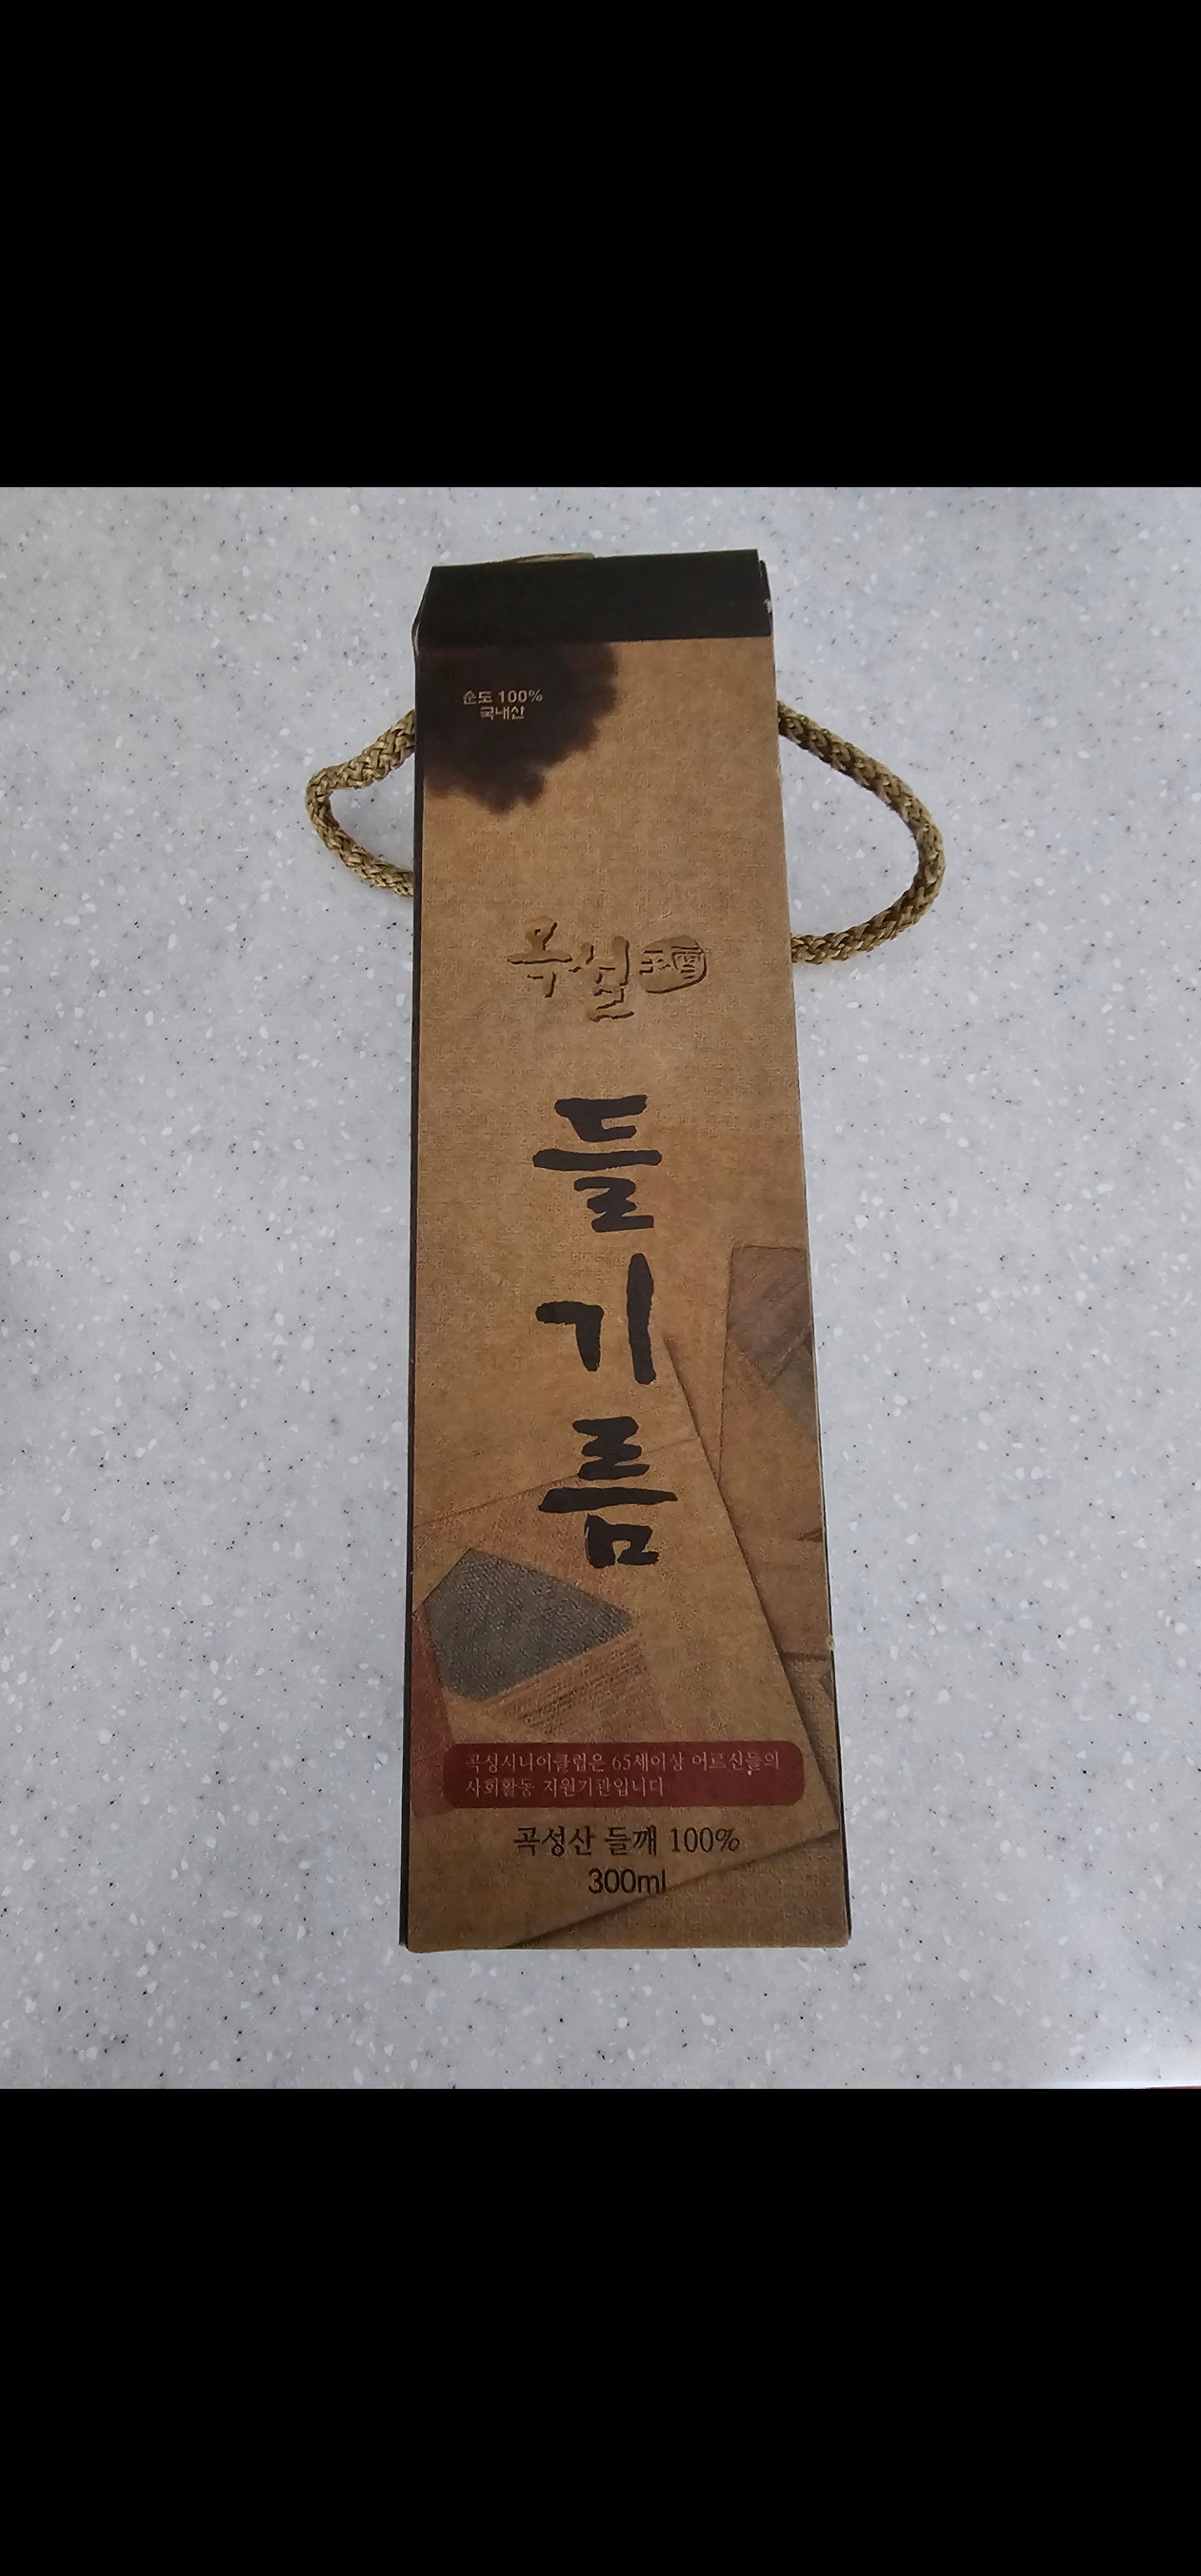 순도 100%
국내산
옥설 玉雪
들
기
름
곡성시니어클럽은 65세이상 어르신들의
사회활동 지원기관입니다
곡성산 들깨 100%
300ml